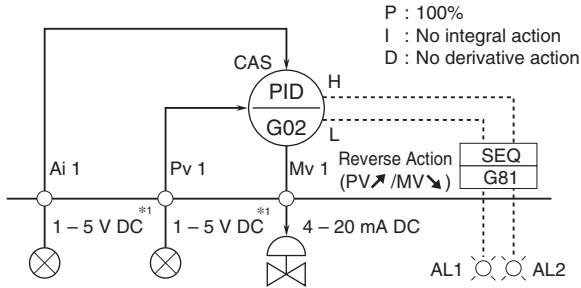 P : 100%
I : No integral action
D : No derivative action
CAS
PID
G02
H
L
Ai 1
Pv 1
Mv 1
Reverse Action
(PV↗ /MV↘ )
SEQ
G81
1 – 5 V DC*1
1 – 5 V DC*1
4 – 20 mA DC
AL1
AL2